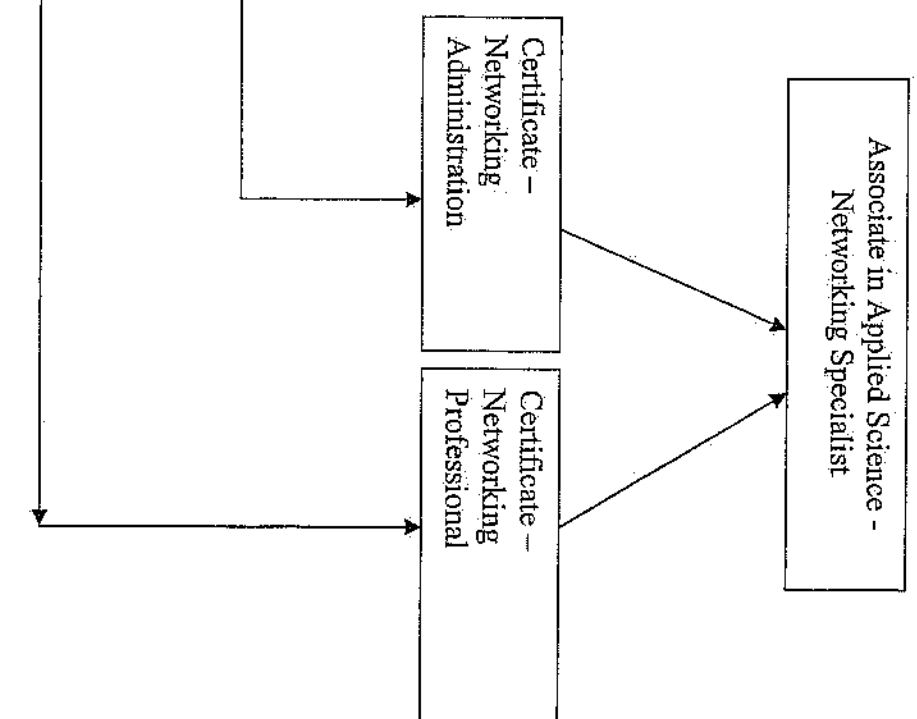 Associate in Applied Science -
Networking Specialist
Certificate –
Networking
Administration
Certificate –
Networking
Professional